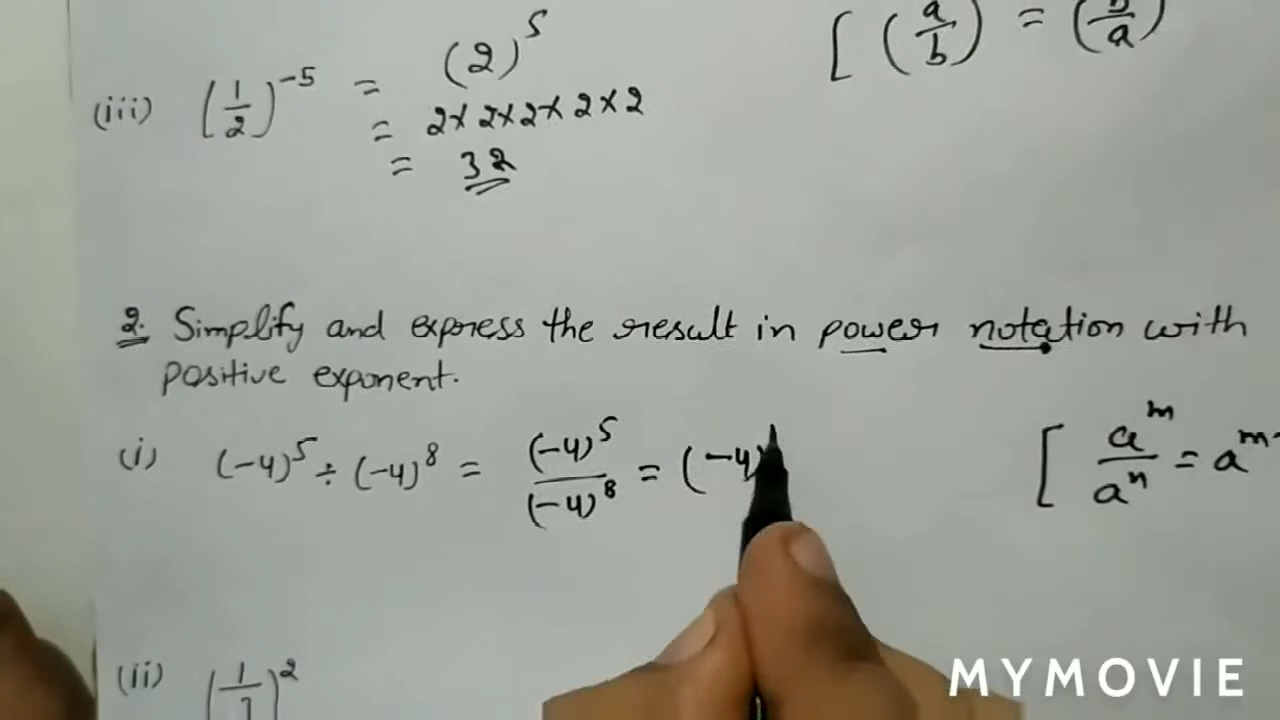 (2)^5
[ (a/b) = (b/a)
(iii) (1/2)^-5 =
= 2×2×2×2×2
= 32
2. Simplify and express the result in power notation with
positive exponent.
(i) (-4)^5 ÷ (-4)^8 = (-4)^5/(-4)^8 = (-4)
[ a^m/a^n = a^m-
(ii) (1/)^2
MYMOVIE